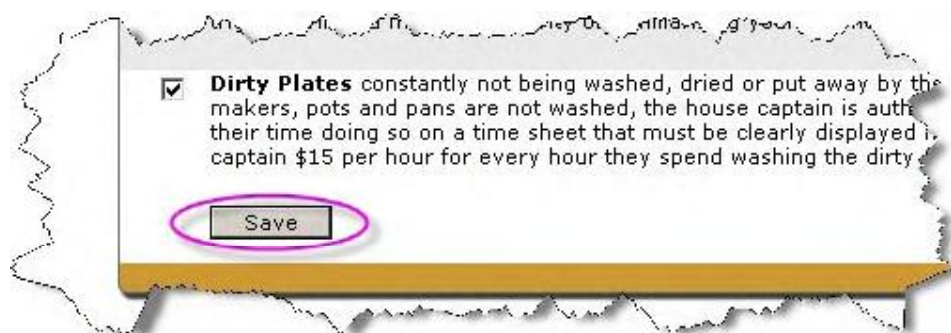 Dirty Plates constantly not being washed, dried or put away by the
makers, pots and pans are not washed, the house captain is
their time doing so on a time sheet that must be clearly displayed
captain $15 per hour for every hour they spend washing the dirty
Save